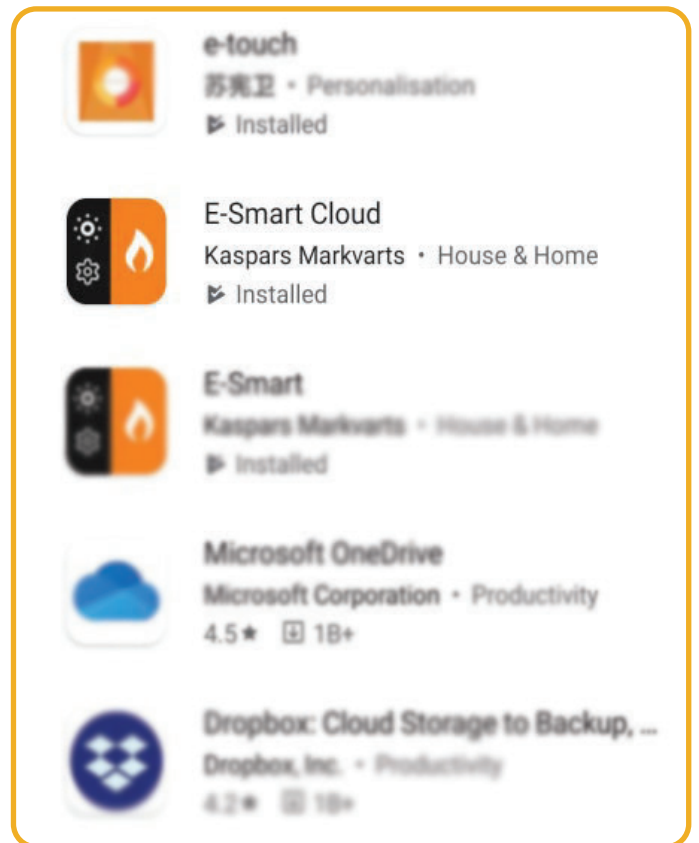 e-touch
苏宪卫 • Personalisation
Installed
E-Smart Cloud
Kaspars Markvarts • House & Home
Installed
E-Smart
Kaspars Markvarts • House & Home
Installed
Microsoft OneDrive
Microsoft Corporation • Productivity
4.5★ 1B+
Dropbox: Cloud Storage to Backup, ...
Dropbox, Inc. • Productivity
4.2★ 1B+